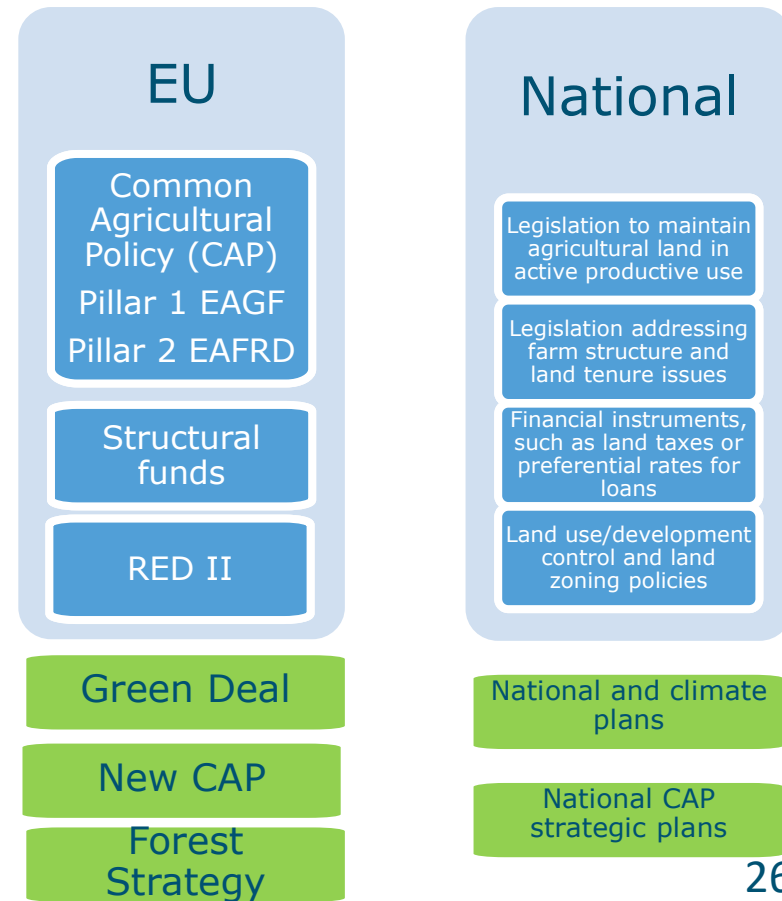 EU
Common
Agricultural
Policy (CAP)
Pillar 1 EAGF
Pillar 2 EAFRD
Structural
funds
RED II
Green Deal
New CAP
Forest
Strategy
National
Legislation to maintain
agricultural land in
active productive use
Legislation addressing
farm structure and
land tenure issues
Financial instruments,
such as land taxes or
preferential rates for
loans
Land use/development
control and land
zoning policies
National and climate
plans
National CAP
strategic plans
26